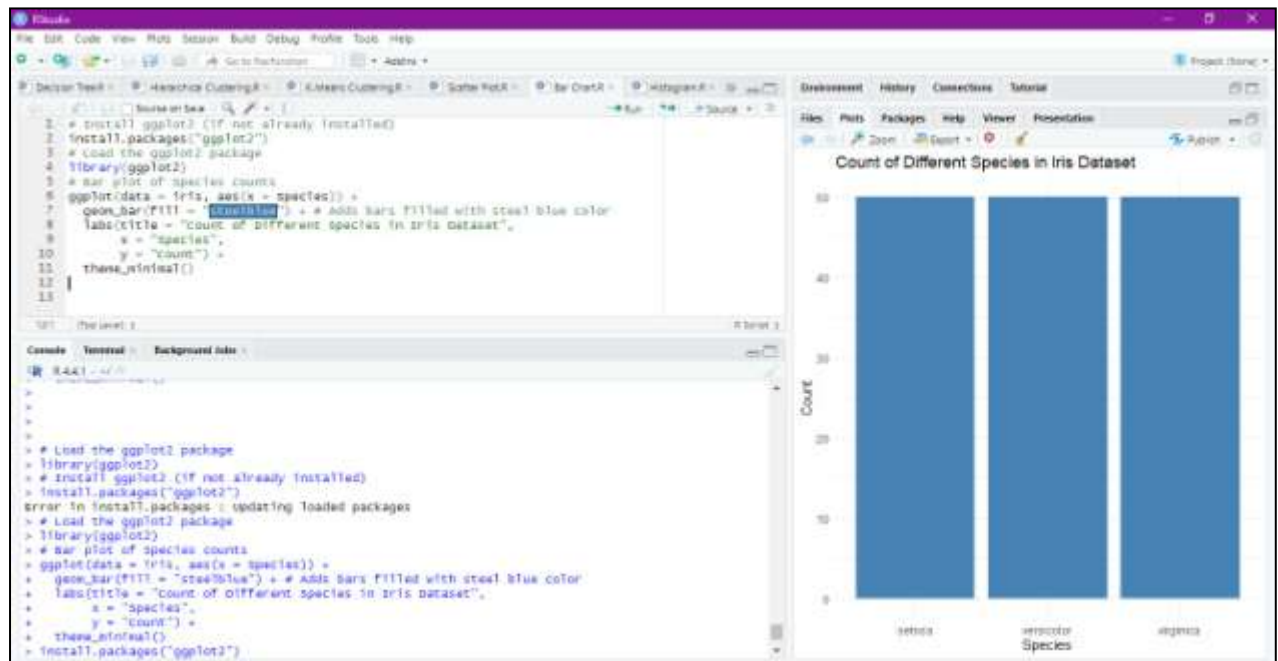 RStudio
File Edit Code View Plots Session Build Debug Profile Tools Help
Go to file/function Addins Project: (None)
Decision Tree.R Hierarchical Clustering.R K-Means Clustering.R Scatter Plot.R Bar Chart.R Histogram.R
Source on Save Run Source
1 # Install ggplot2 (if not already installed)
2 install.packages("ggplot2")
3 # Load the ggplot2 package
4 library(ggplot2)
5 # Bar plot of Species counts
6 ggplot(data = iris, aes(x = Species)) +
7 geom_bar(fill = "steelblue") + # Adds bars filled with steel blue color
8 labs(title = "Count of Different Species in Iris Dataset",
9 x = "Species",
10 y = "Count") +
11 theme_minimal()
12
13
(Top Level) R Script
Console Terminal Background Jobs
R 4.4.1
>
>
>
>
> # Load the ggplot2 package
> library(ggplot2)
> # Install ggplot2 (if not already installed)
> install.packages("ggplot2")
Error in install.packages : Updating loaded packages
> # Load the ggplot2 package
> library(ggplot2)
> # Bar plot of Species counts
> ggplot(data = iris, aes(x = Species)) +
+ geom_bar(fill = "steelblue") + # Adds bars filled with steel blue color
+ labs(title = "Count of Different Species in Iris Dataset",
+ x = "Species",
+ y = "Count") +
+ theme_minimal()
> install.packages("ggplot2")
Environment History Connections Tutorial
Files Plots Packages Help Viewer Presentation
Zoom Export Publish
Count of Different Species in Iris Dataset
50
40
30
Count
20
10
0
setosa versicolor virginica
Species